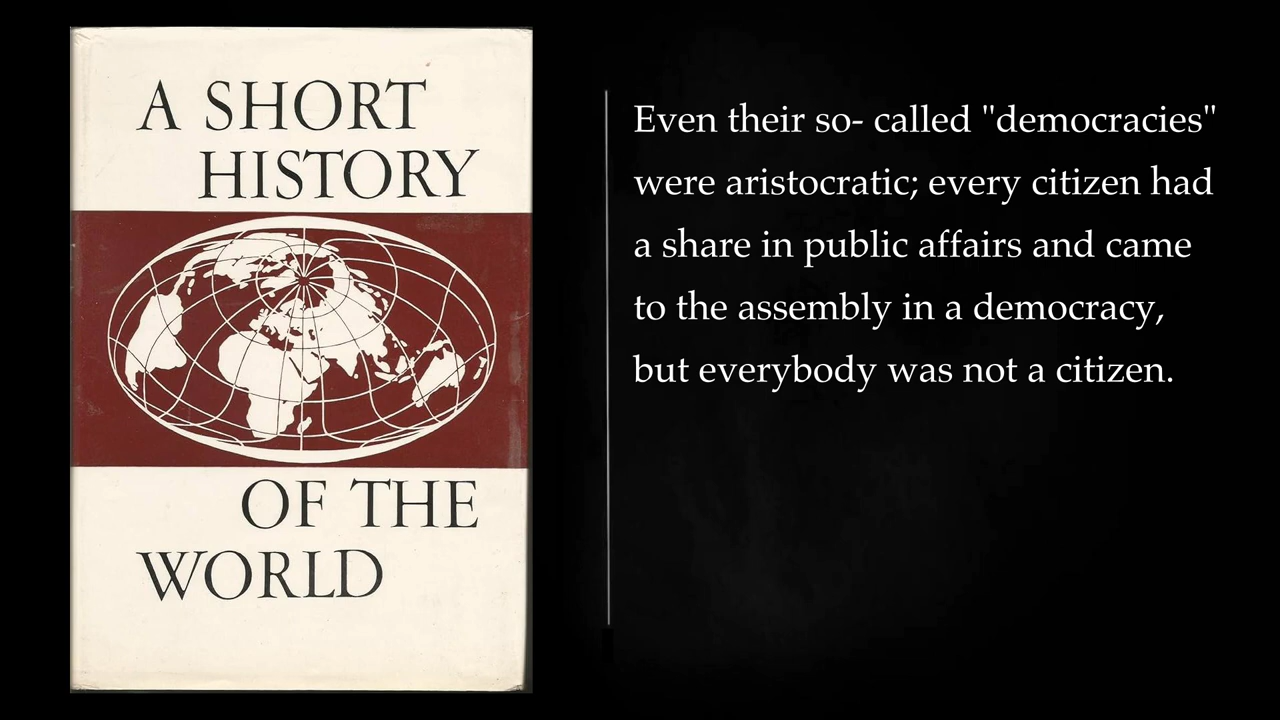 A SHORT
HISTORY
OF THE
WORLD
Even their so- called "democracies"
were aristocratic; every citizen had
a share in public affairs and came
to the assembly in a democracy,
but everybody was not a citizen.